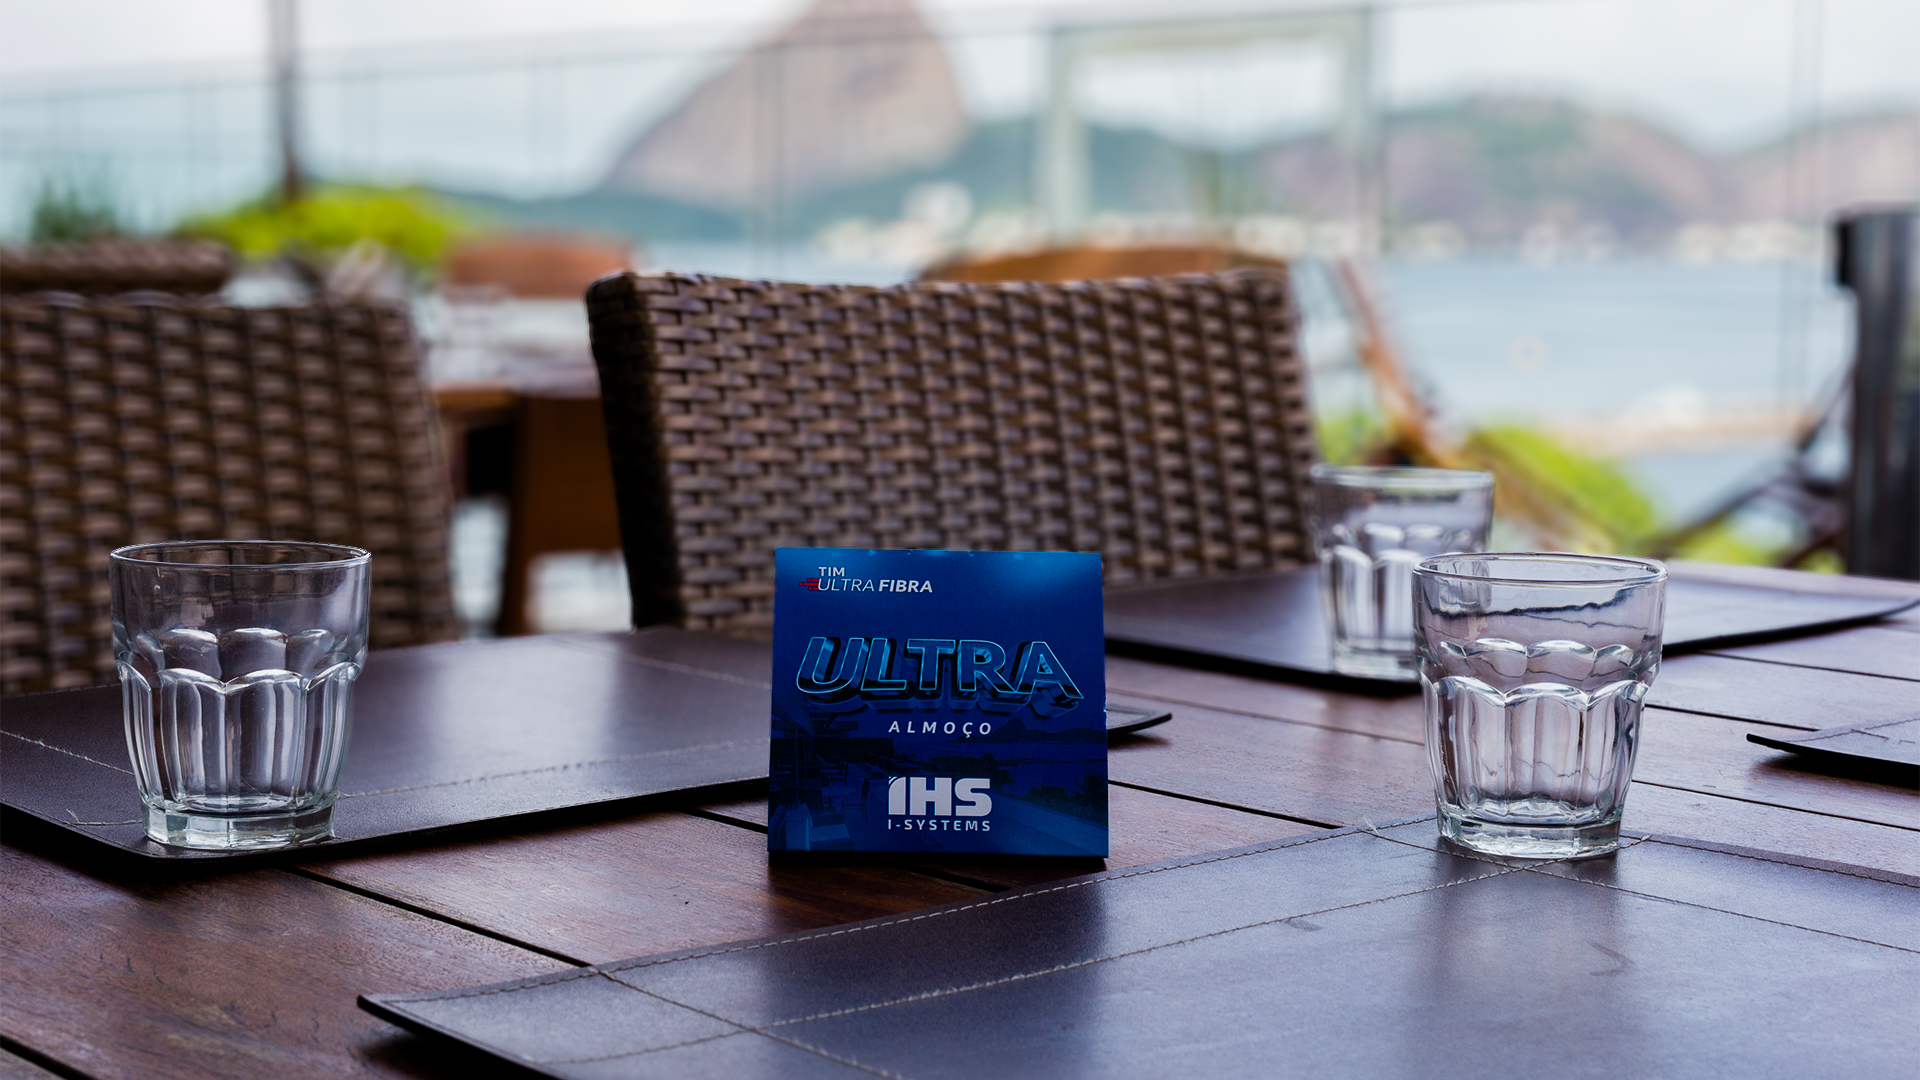 TIM
ULTRA FIBRA
ULTRA
ALMOÇO
IHS
I-SYSTEMS